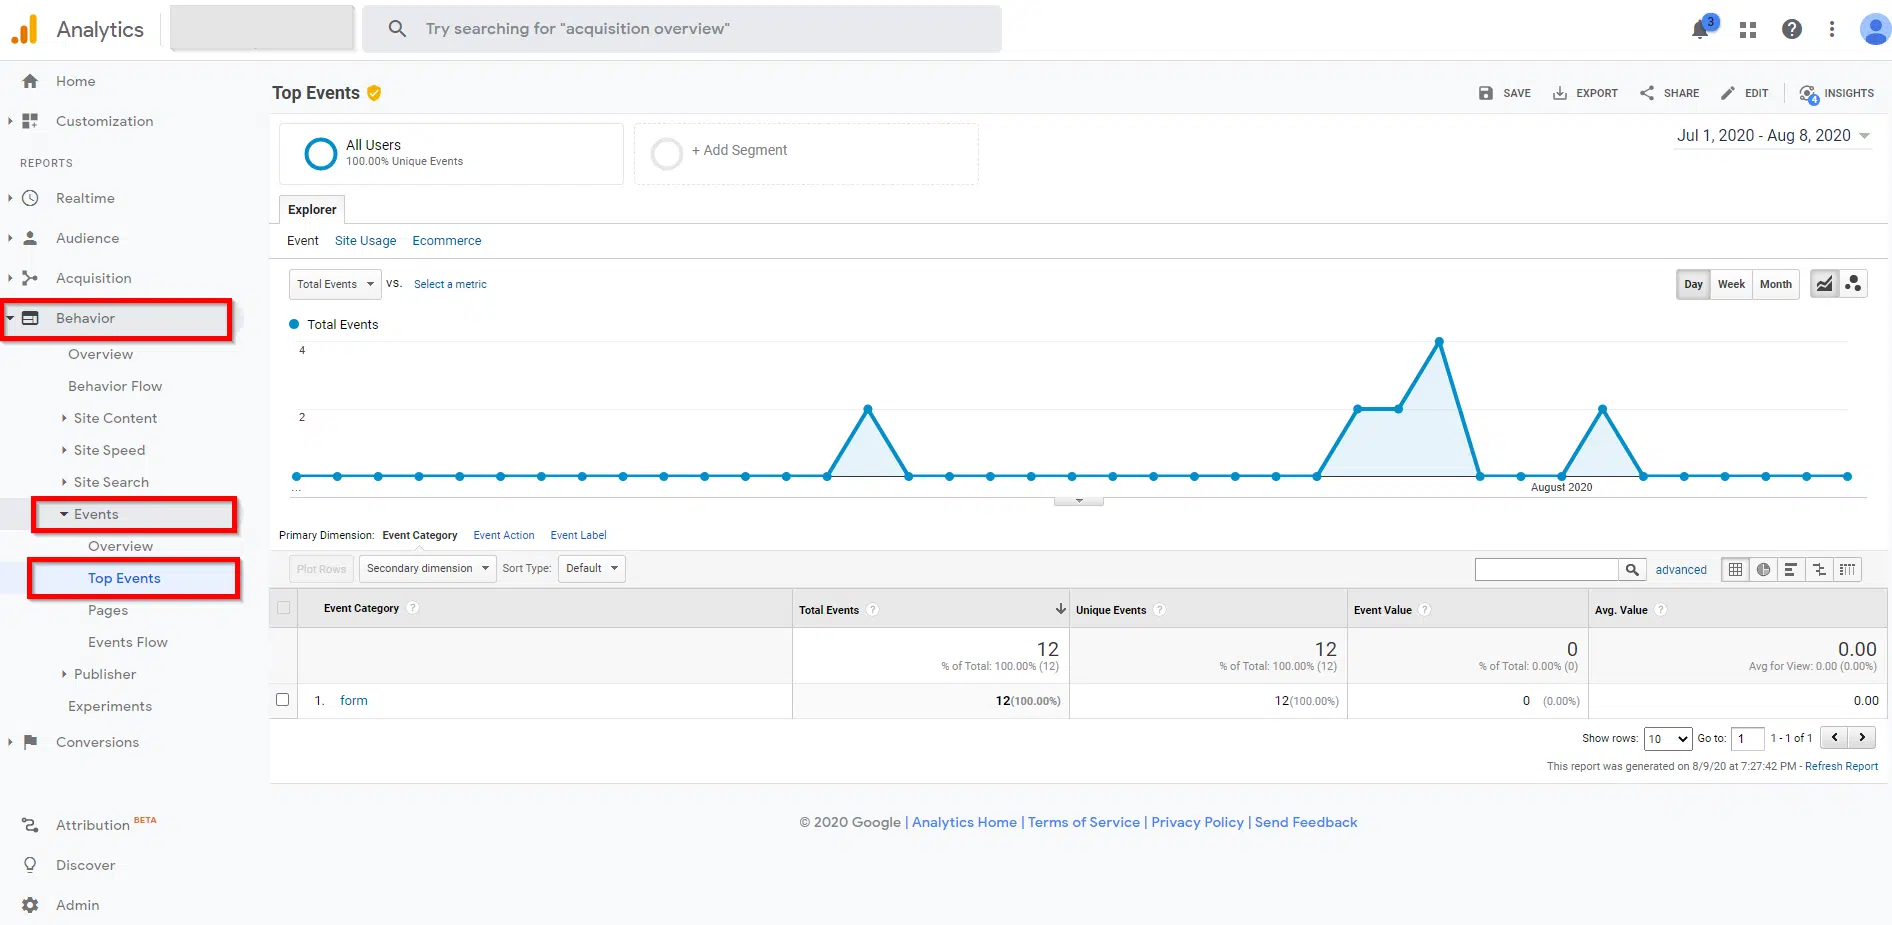 Analytics
Try searching for "acquisition overview"
3
Home
Customization
REPORTS
Realtime
Audience
Acquisition
Behavior
Overview
Behavior Flow
Site Content
Site Speed
Site Search
Events
Overview
Top Events
Pages
Events Flow
Publisher
Experiments
Conversions
Attribution BETA
Discover
Admin
Top Events
SAVE EXPORT SHARE EDIT 4 INSIGHTS
All Users
100.00% Unique Events
+ Add Segment
Jul 1, 2020 - Aug 8, 2020
Explorer
Event Site Usage Ecommerce
Total Events vs. Select a metric
Day Week Month
Total Events
4
2
...
August 2020
Primary Dimension: Event Category Event Action Event Label
Plot Rows Secondary dimension Sort Type: Default advanced
Event Category ? Total Events ? Unique Events ? Event Value ? Avg. Value ?
12 12 0 0.00
% of Total: 100.00% (12) % of Total: 100.00% (12) % of Total: 0.00% (0) Avg for View: 0.00 (0.00%)
1. form 12(100.00%) 12(100.00%) 0 (0.00%) 0.00
Show rows: 10 Go to: 1 1 - 1 of 1
This report was generated on 8/9/20 at 7:27:42 PM - Refresh Report
© 2020 Google | Analytics Home | Terms of Service | Privacy Policy | Send Feedback